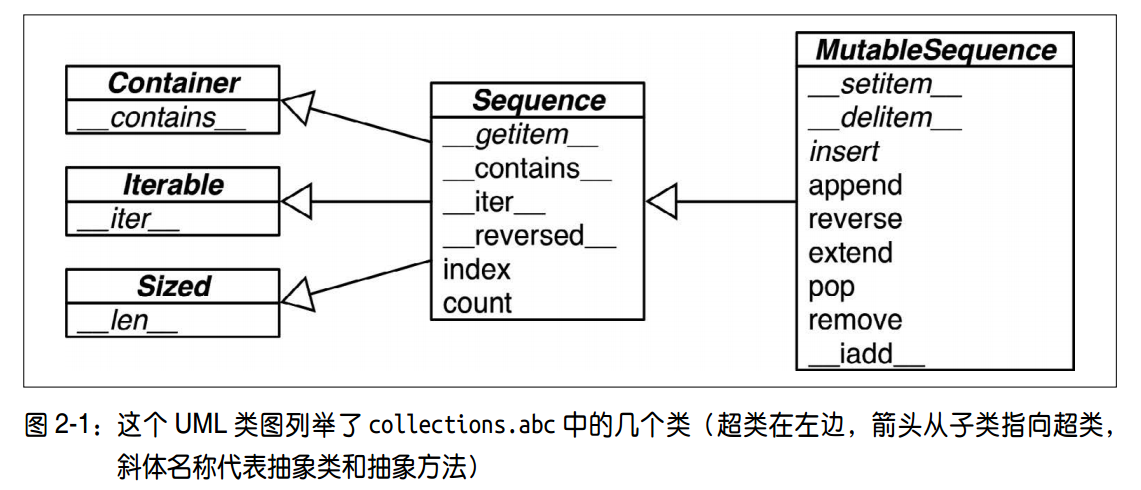 Container
__contains__
Iterable
__iter__
Sized
__len__
Sequence
__getitem__
__contains__
__iter__
__reversed__
index
count
MutableSequence
__setitem__
__delitem__
insert
append
reverse
extend
pop
remove
__iadd__
图 2-1：这个 UML 类图列举了 collections.abc 中的几个类（超类在左边，箭头从子类指向超类，
斜体名称代表抽象类和抽象方法）